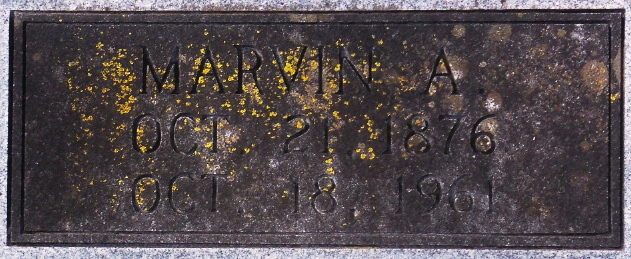 MARVIN A.
OCT. 21, 1876
OCT. 18, 1961